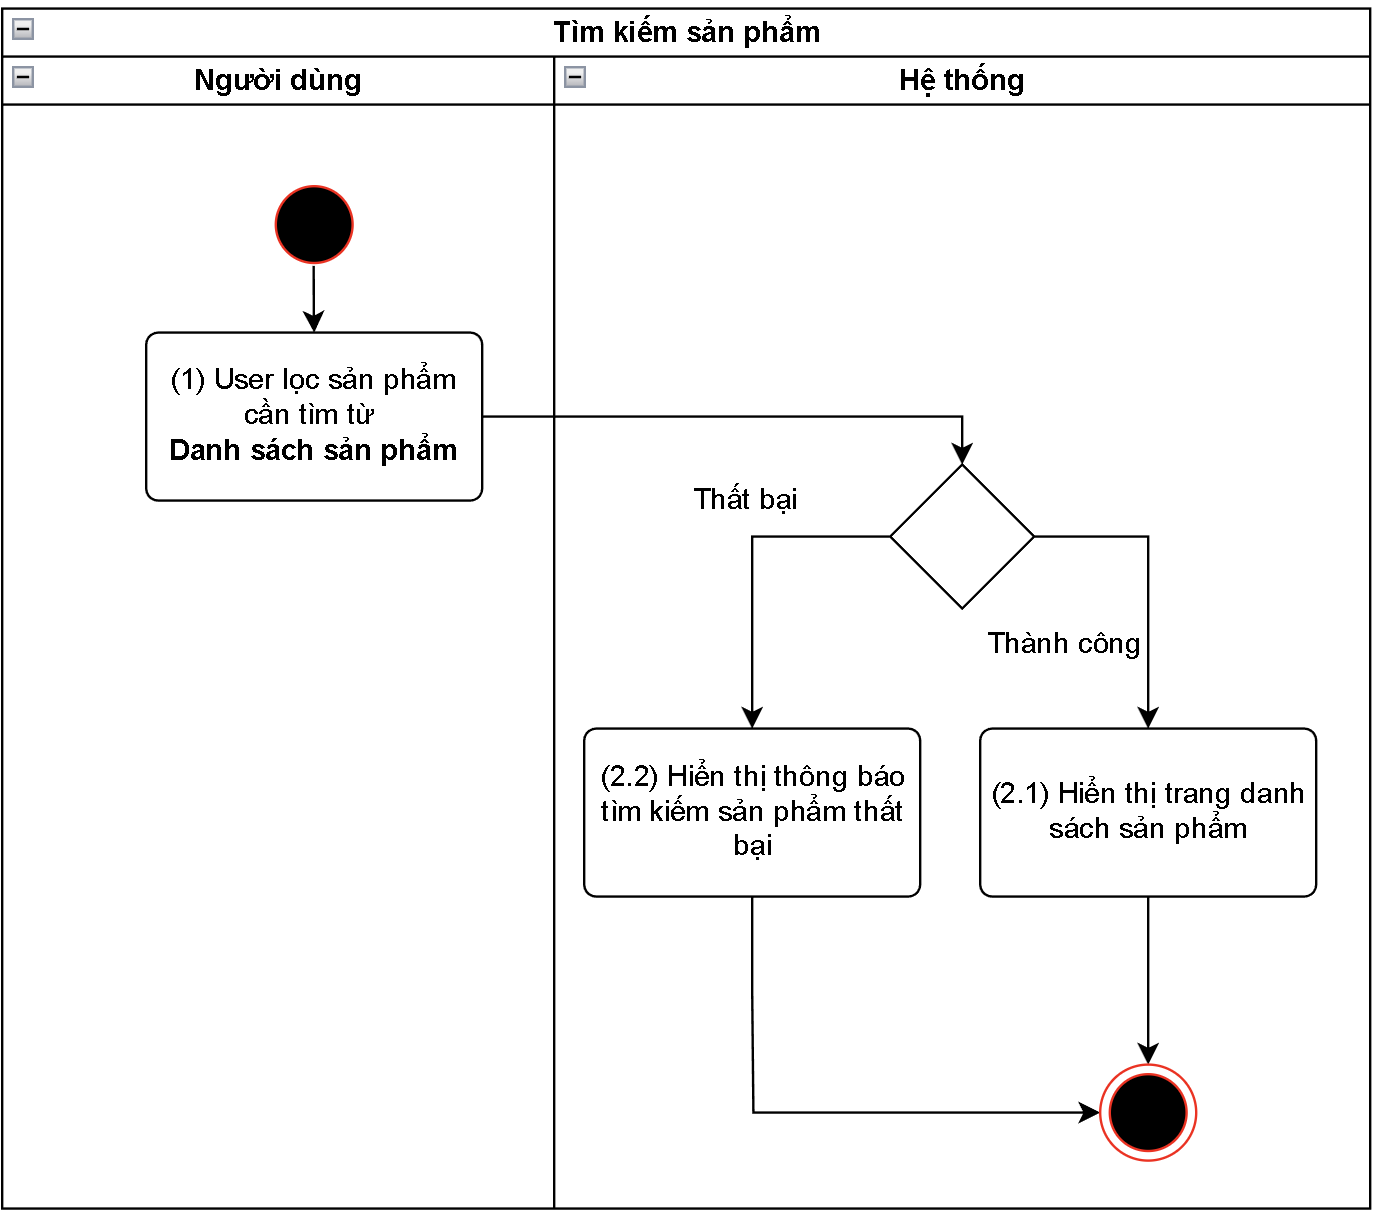 Tìm kiếm sản phẩm
Người dùng
Hệ thống
(1) User lọc sản phẩm
cần tìm từ
Danh sách sản phẩm
Thất bại
Thành công
(2.2) Hiển thị thông báo
tìm kiếm sản phẩm thất
bại
(2.1) Hiển thị trang danh
sách sản phẩm